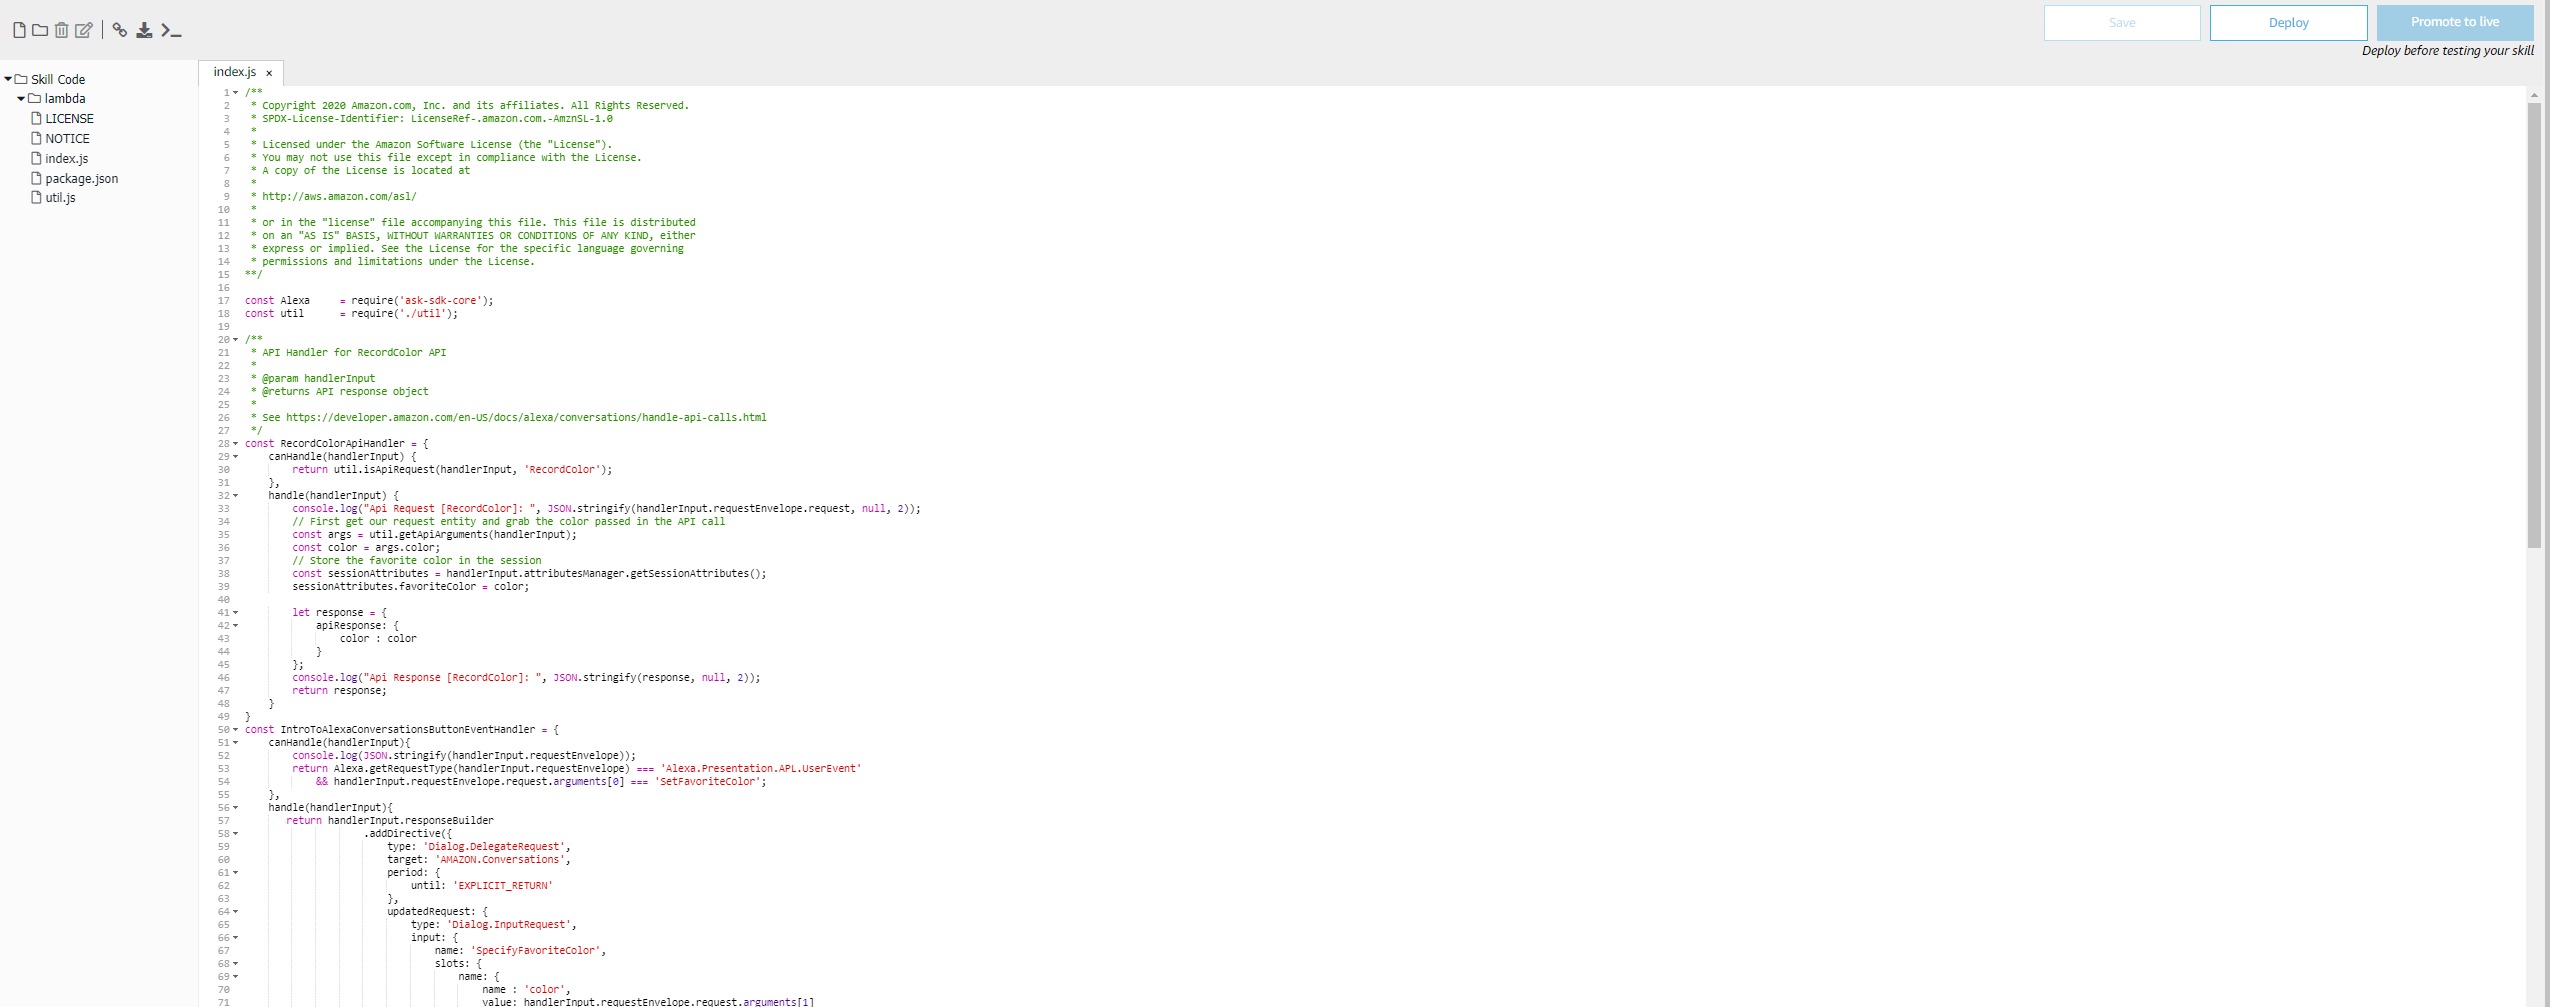 Save
Deploy
Promote to live
Deploy before testing your skill
Skill Code
lambda
LICENSE
NOTICE
index.js
package.json
util.js
index.js ×
1 /**
2  * Copyright 2020 Amazon.com, Inc. and its affiliates. All Rights Reserved.
3  * SPDX-License-Identifier: LicenseRef-.amazon.com.-AmznSL-1.0
4  *
5  * Licensed under the Amazon Software License (the "License").
6  * You may not use this file except in compliance with the License.
7  * A copy of the License is located at
8  *
9  * http://aws.amazon.com/asl/
10  *
11  * or in the "license" file accompanying this file. This file is distributed
12  * on an "AS IS" BASIS, WITHOUT WARRANTIES OR CONDITIONS OF ANY KIND, either
13  * express or implied. See the License for the specific language governing
14  * permissions and limitations under the License.
15 **/
16
17 const Alexa     = require('ask-sdk-core');
18 const util      = require('./util');
19
20 /**
21  * API Handler for RecordColor API
22  *
23  * @param handlerInput
24  * @returns API response object
25  *
26  * See https://developer.amazon.com/en-US/docs/alexa/conversations/handle-api-calls.html
27  */
28 const RecordColorApiHandler = {
29     canHandle(handlerInput) {
30         return util.isApiRequest(handlerInput, 'RecordColor');
31     },
32     handle(handlerInput) {
33         console.log("Api Request [RecordColor]: ", JSON.stringify(handlerInput.requestEnvelope.request, null, 2));
34         // First get our request entity and grab the color passed in the API call
35         const args = util.getApiArguments(handlerInput);
36         const color = args.color;
37         // Store the favorite color in the session
38         const sessionAttributes = handlerInput.attributesManager.getSessionAttributes();
39         sessionAttributes.favoriteColor = color;
40
41         let response = {
42             apiResponse: {
43                 color : color
44             }
45         };
46         console.log("Api Response [RecordColor]: ", JSON.stringify(response, null, 2));
47         return response;
48     }
49 }
50 const IntroToAlexaConversationsButtonEventHandler = {
51     canHandle(handlerInput){
52         console.log(JSON.stringify(handlerInput.requestEnvelope));
53         return Alexa.getRequestType(handlerInput.requestEnvelope) === 'Alexa.Presentation.APL.UserEvent'
54             && handlerInput.requestEnvelope.request.arguments[0] === 'SetFavoriteColor';
55     },
56     handle(handlerInput){
57        return handlerInput.responseBuilder
58                     .addDirective({
59                         type: 'Dialog.DelegateRequest',
60                         target: 'AMAZON.Conversations',
61                         period: {
62                             until: 'EXPLICIT_RETURN'
63                         },
64                         updatedRequest: {
65                             type: 'Dialog.InputRequest',
66                             input: {
67                                 name: 'SpecifyFavoriteColor',
68                                 slots: {
69                                     name: {
70                                         name : 'color',
71                                         value: handlerInput.requestEnvelope.request.arguments[1]